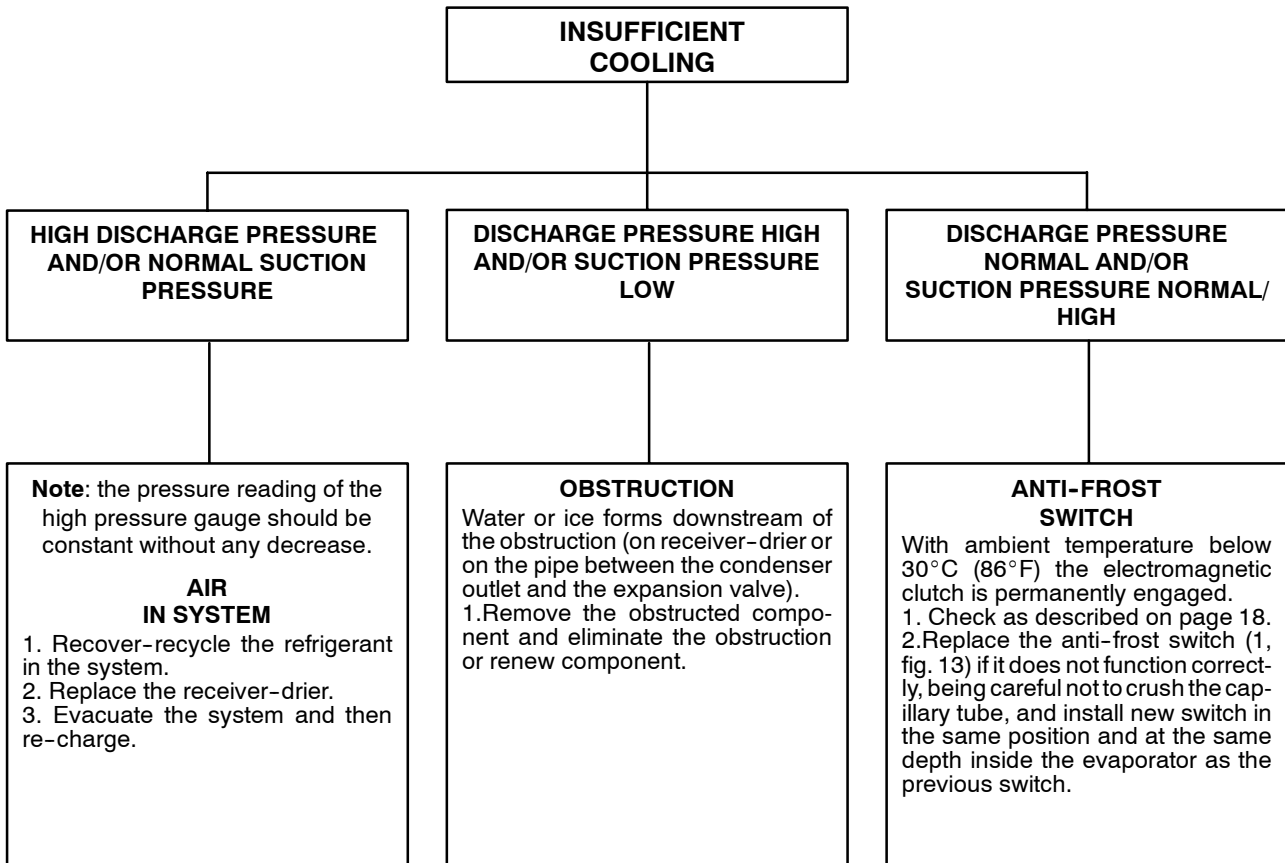 INSUFFICIENT
COOLING
HIGH DISCHARGE PRESSURE
AND/OR NORMAL SUCTION
PRESSURE
DISCHARGE PRESSURE HIGH
AND/OR SUCTION PRESSURE
LOW
DISCHARGE PRESSURE
NORMAL AND/OR
SUCTION PRESSURE NORMAL/
HIGH
Note: the pressure reading of the
high pressure gauge should be
constant without any decrease.
AIR
IN SYSTEM
1. Recover-recycle the refrigerant
in the system.
2. Replace the receiver-drier.
3. Evacuate the system and then
re-charge.
OBSTRUCTION
Water or ice forms downstream of
the obstruction (on receiver-drier or
on the pipe between the condenser
outlet and the expansion valve).
1.Remove the obstructed compo-
nent and eliminate the obstruction
or renew component.
ANTI-FROST
SWITCH
With ambient temperature below
30°C (86°F) the electromagnetic
clutch is permanently engaged.
1. Check as described on page 18.
2.Replace the anti-frost switch (1,
fig. 13) if it does not function correct-
ly, being careful not to crush the cap-
illary tube, and install new switch in
the same position and at the same
depth inside the evaporator as the
previous switch.